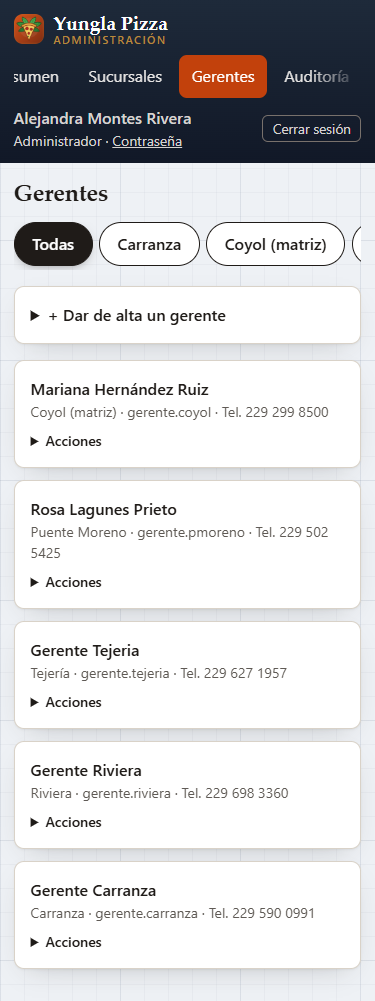 Yungla Pizza
ADMINISTRACIÓN
sumen Sucursales Gerentes Auditoría
Alejandra Montes Rivera
Administrador · Contraseña
Cerrar sesión
Gerentes
Todas Carranza Coyol (matriz)
+ Dar de alta un gerente
Mariana Hernández Ruiz
Coyol (matriz) · gerente.coyol · Tel. 229 299 8500
Acciones
Rosa Lagunes Prieto
Puente Moreno · gerente.pmoreno · Tel. 229 502
5425
Acciones
Gerente Tejeria
Tejería · gerente.tejeria · Tel. 229 627 1957
Acciones
Gerente Riviera
Riviera · gerente.riviera · Tel. 229 698 3360
Acciones
Gerente Carranza
Carranza · gerente.carranza · Tel. 229 590 0991
Acciones